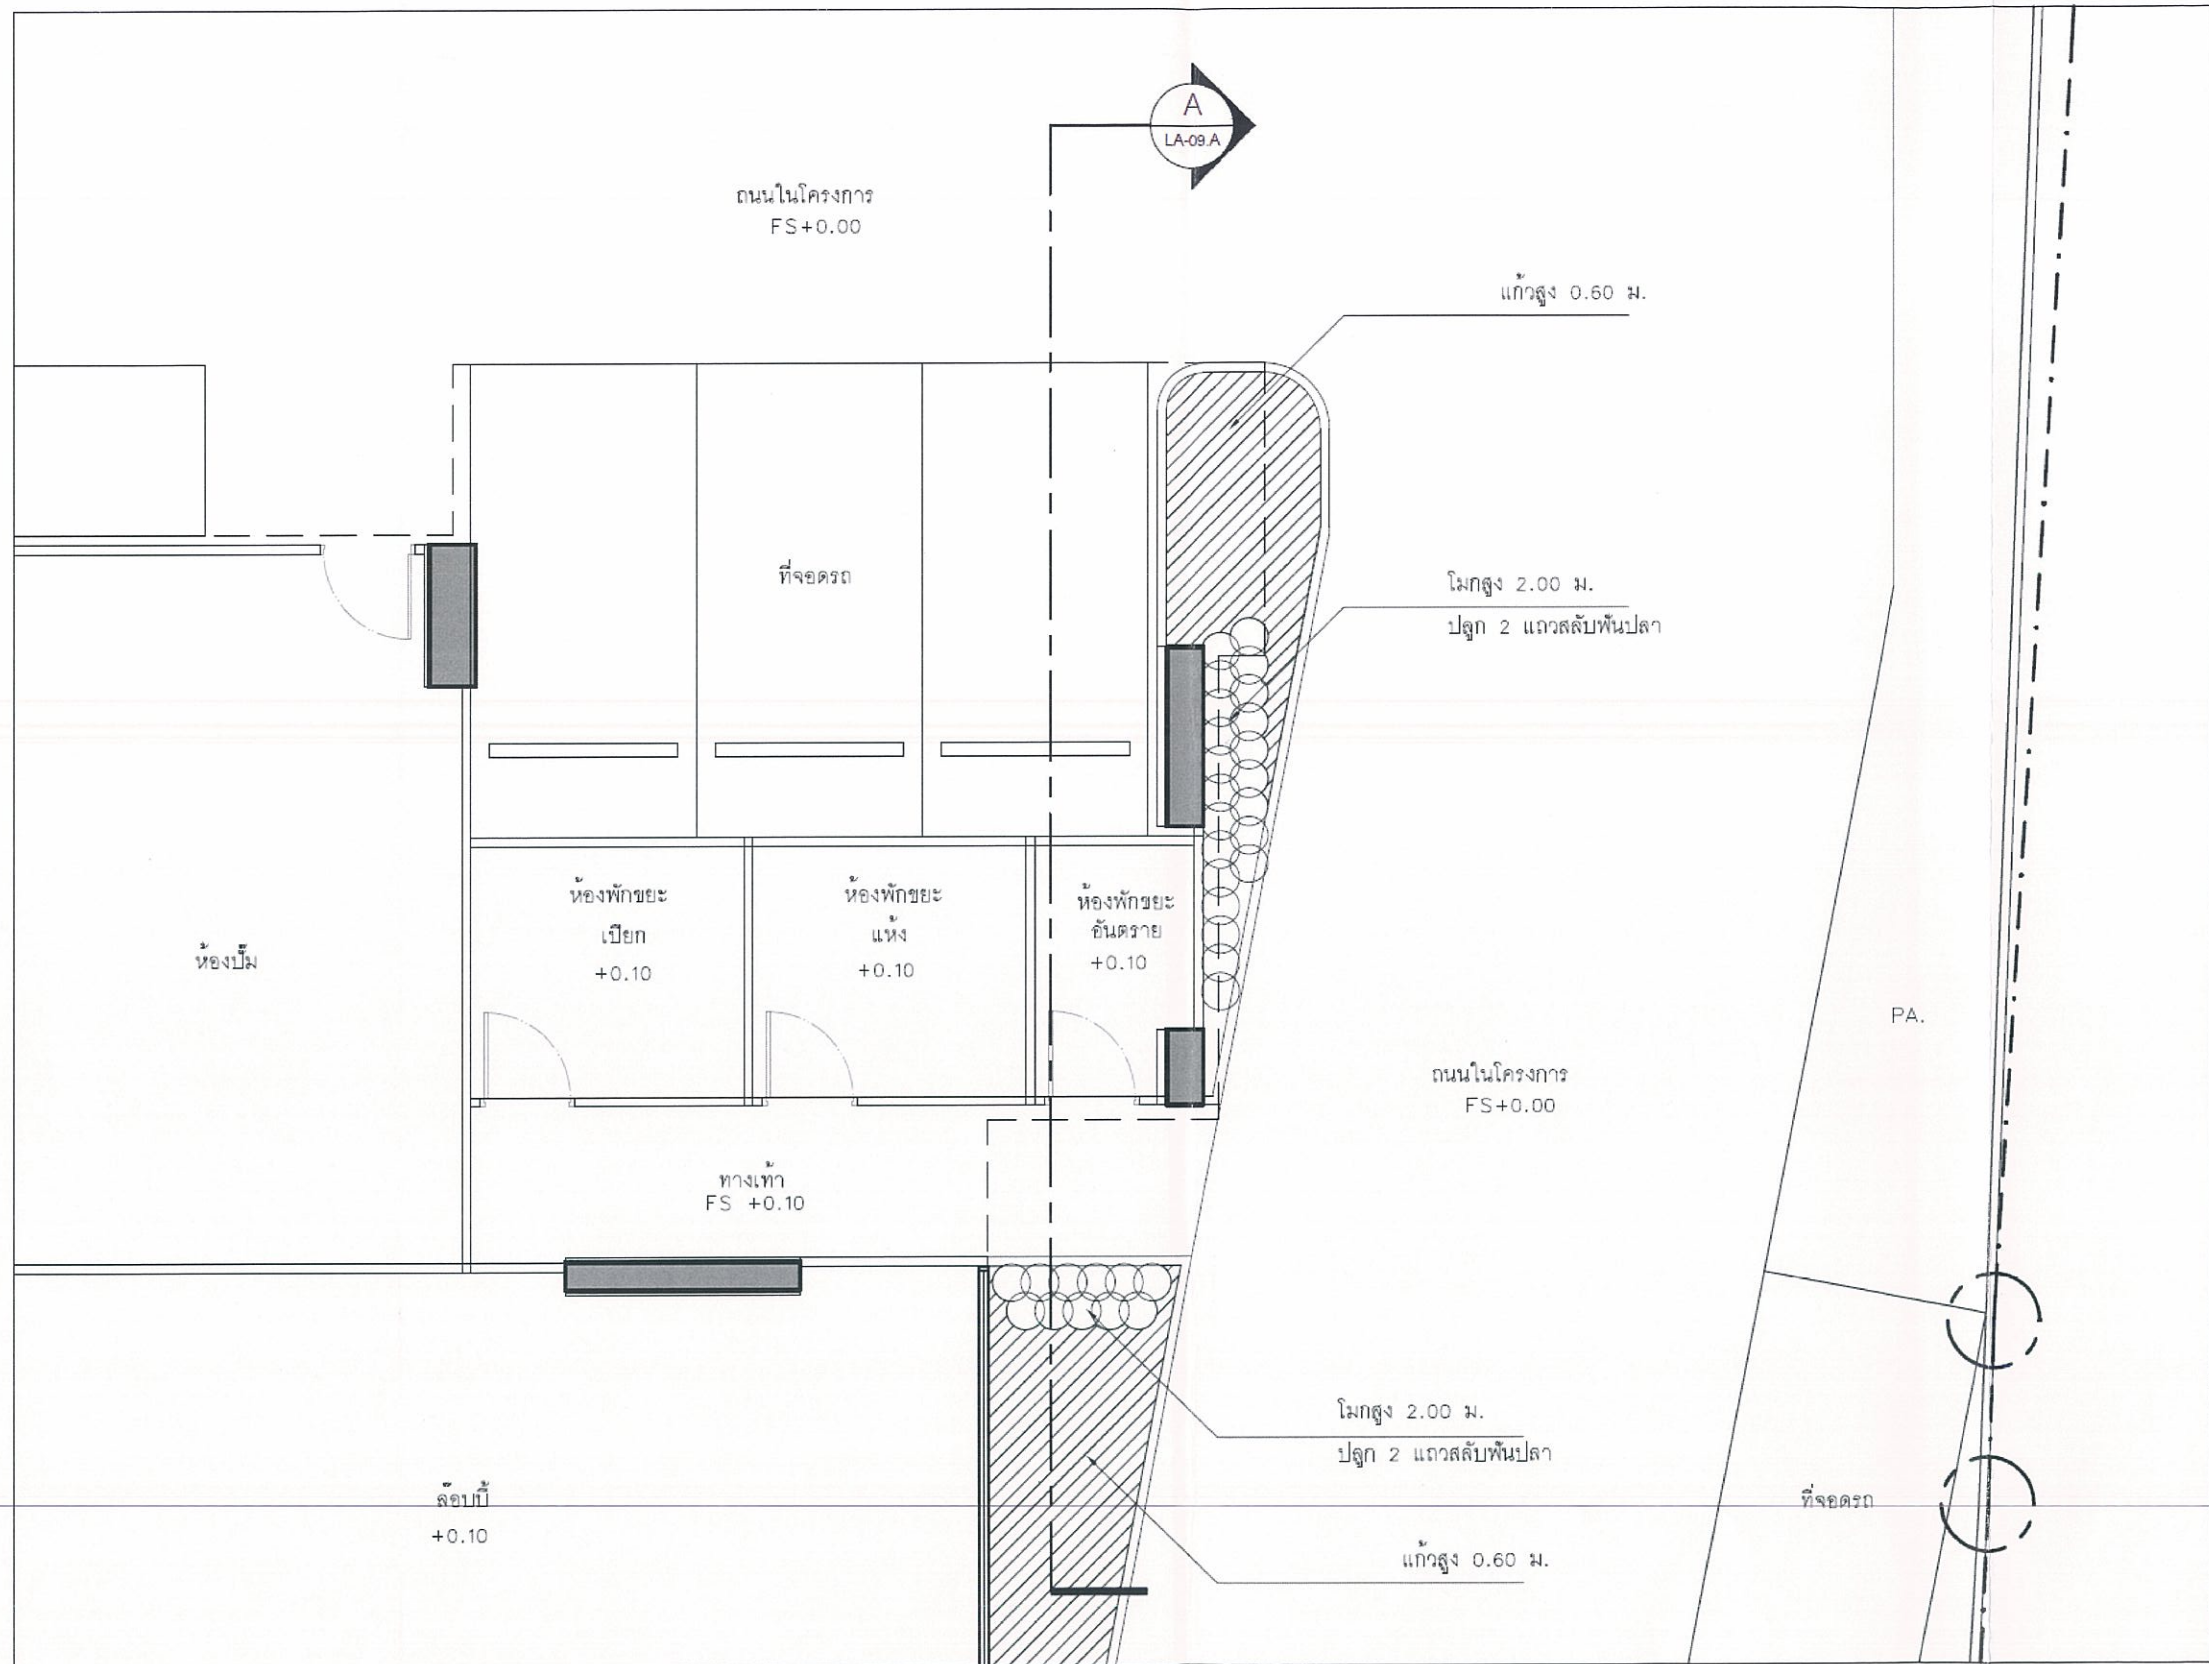 A
LA-09.A
ถนนในโครงการ
FS+0.00
แก้วสูง 0.60 ม.
ที่จอดรถ
โมกสูง 2.00 ม.
ปลูก 2 แถวสลับฟันปลา
ห้องพักขยะ
เปียก
+0.10
ห้องพักขยะ
แห้ง
+0.10
ห้องพักขยะ
อันตราย
+0.10
ห้องปั๊ม
PA.
ถนนในโครงการ
FS+0.00
ทางเท้า
FS +0.10
โมกสูง 2.00 ม.
ปลูก 2 แถวสลับฟันปลา
ล๊อบบี้
+0.10
ที่จอดรถ
แก้วสูง 0.60 ม.